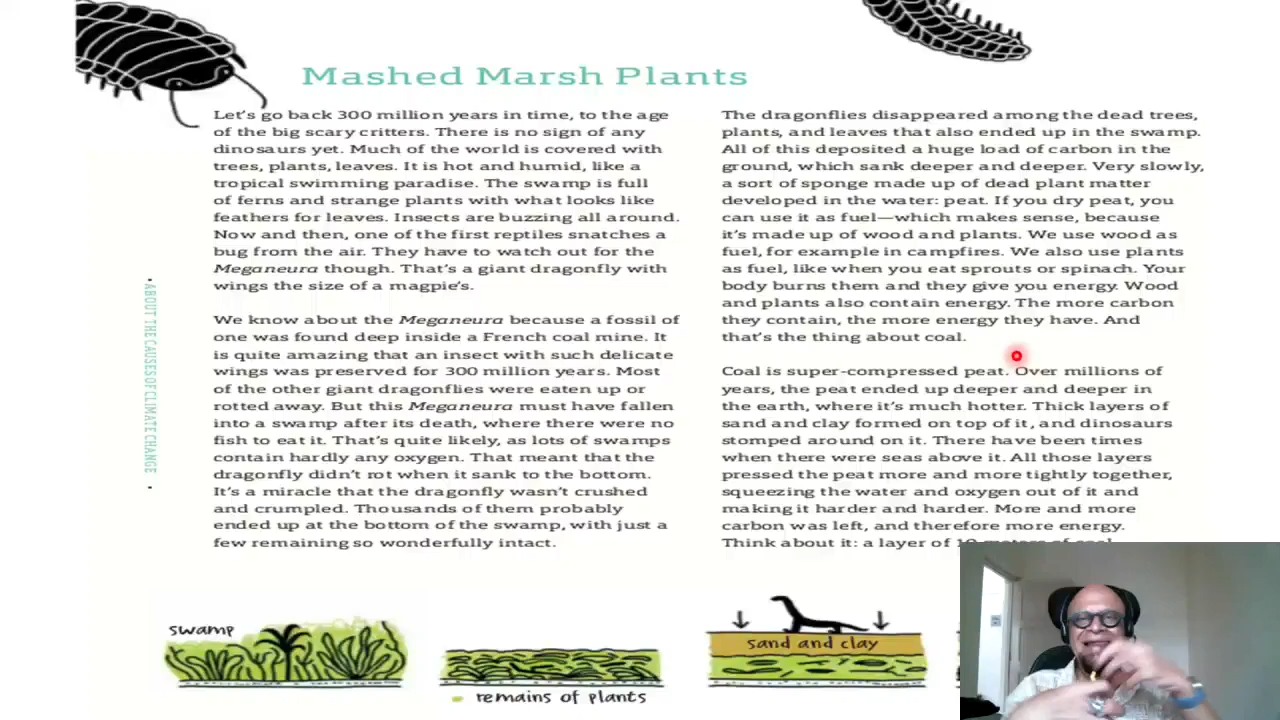 Mashed Marsh Plants
Let's go back 300 million years in time, to the age
of the big scary critters. There is no sign of any
dinosaurs yet. Much of the world is covered with
trees, plants, leaves. It is hot and humid, like a
tropical swimming paradise. The swamp is full
of ferns and strange plants with what looks like
feathers for leaves. Insects are buzzing all around.
Now and then, one of the first reptiles snatches a
bug from the air. They have to watch out for the
Meganeura though. That's a giant dragonfly with
wings the size of a magpie's.
We know about the Meganeura because a fossil of
one was found deep inside a French coal mine. It
is quite amazing that an insect with such delicate
wings was preserved for 300 million years. Most
of the other giant dragonflies were eaten up or
rotted away. But this Meganeura must have fallen
into a swamp after its death, where there were no
fish to eat it. That's quite likely, as lots of swamps
contain hardly any oxygen. That meant that the
dragonfly didn't rot when it sank to the bottom.
It's a miracle that the dragonfly wasn't crushed
and crumpled. Thousands of them probably
ended up at the bottom of the swamp, with just a
few remaining so wonderfully intact.
The dragonflies disappeared among the dead trees,
plants, and leaves that also ended up in the swamp.
All of this deposited a huge load of carbon in the
ground, which sank deeper and deeper. Very slowly,
a sort of sponge made up of dead plant matter
developed in the water: peat. If you dry peat, you
can use it as fuel—which makes sense, because
it's made up of wood and plants. We use wood as
fuel, for example in campfires. We also use plants
as fuel, like when you eat sprouts or spinach. Your
body burns them and they give you energy. Wood
and plants also contain energy. The more carbon
they contain, the more energy they have. And
that's the thing about coal.
Coal is super-compressed peat. Over millions of
years, the peat ended up deeper and deeper in
the earth, where it's much hotter. Thick layers of
sand and clay formed on top of it, and dinosaurs
stomped around on it. There have been times
when there were seas above it. All those layers
pressed the peat more and more tightly together,
squeezing the water and oxygen out of it and
making it harder and harder. More and more
carbon was left, and therefore more energy.
Think about it: a layer of
• ABOUT THE CAUSES OF CLIMATE CHANGE •
swamp
remains of plants
sand and clay